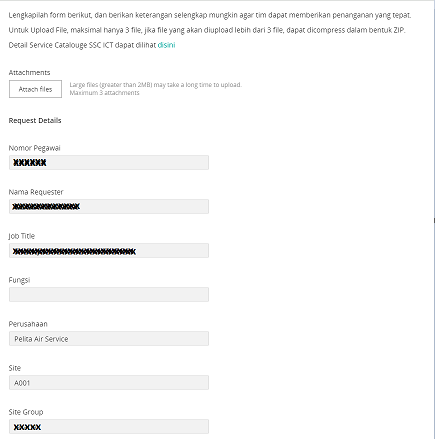 Lengkapilah form berikut, dan berikan keterangan selengkap mungkin agar tim dapat memberikan penanganan yang tepat.
Untuk Upload File, maksimal hanya 3 file, jika file yang akan diupload lebih dari 3 file, dapat dicompress dalam bentuk ZIP.
Detail Service Catalouge SSC ICT dapat dilihat disini
Attachments
Attach files
Large files (greater than 2MB) may take a long time to upload.
Maximum 3 attachments
Request Details
Nomor Pegawai
XXXXXX
Nama Requester
Job Title
Fungsi
Perusahaan
Pelita Air Service
Site
A001
Site Group
XXXXX